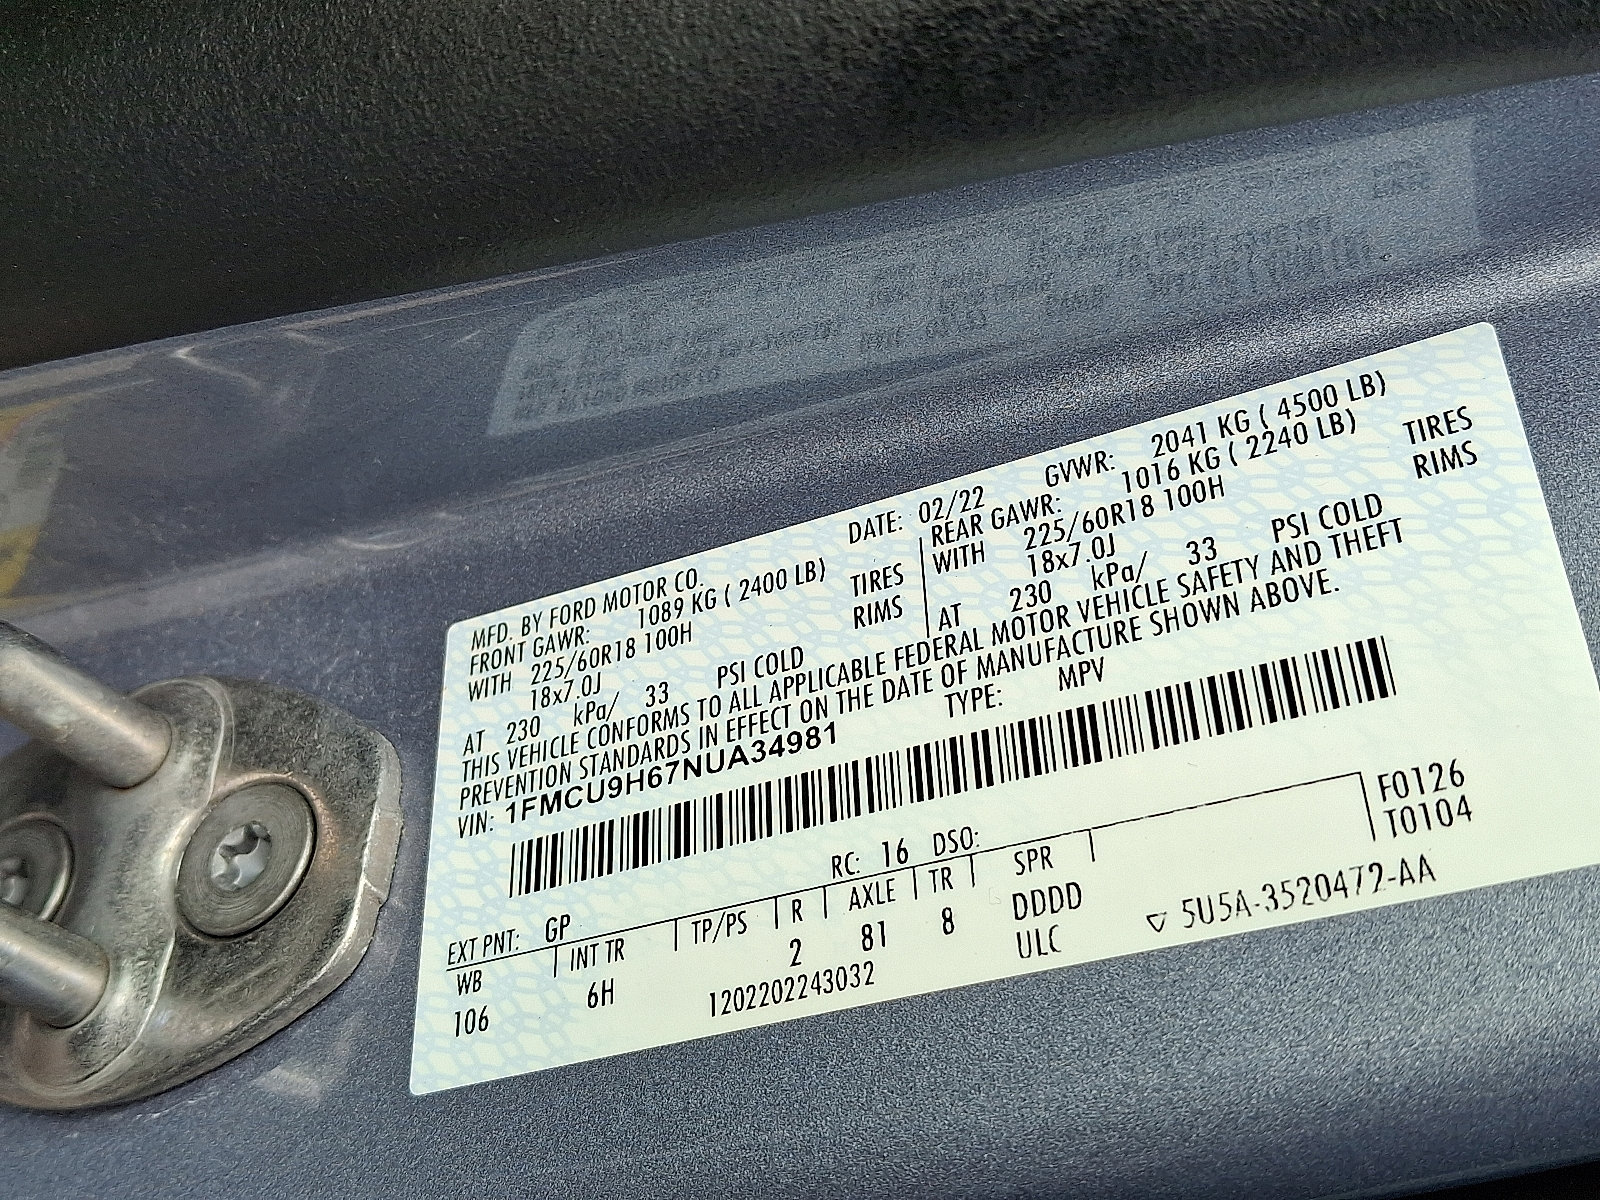 MFD. BY FORD MOTOR CO. DATE: 02/22 GVWR: 2041 KG ( 4500 LB)
FRONT GAWR: 1089 KG ( 2400 LB) REAR GAWR: 1016 KG ( 2240 LB)
WITH 225/60R18 100H TIRES WITH 225/60R18 100H TIRES
18x7.0J RIMS 18x7.0J RIMS
AT 230 kPa/ 33 PSI COLD AT 230 kPa/ 33 PSI COLD
THIS VEHICLE CONFORMS TO ALL APPLICABLE FEDERAL MOTOR VEHICLE SAFETY AND THEFT
PREVENTION STANDARDS IN EFFECT ON THE DATE OF MANUFACTURE SHOWN ABOVE.
VIN: 1FMCU9H67NUA34981 TYPE: MPV
F0126
T0104
EXT PNT: GP RC: 16 DSO:
WB INT TR TP/PS R AXLE TR SPR
106 6H 2 81 8 DDDD
1202202243032 ULC ▽ 5U5A-3520472-AA